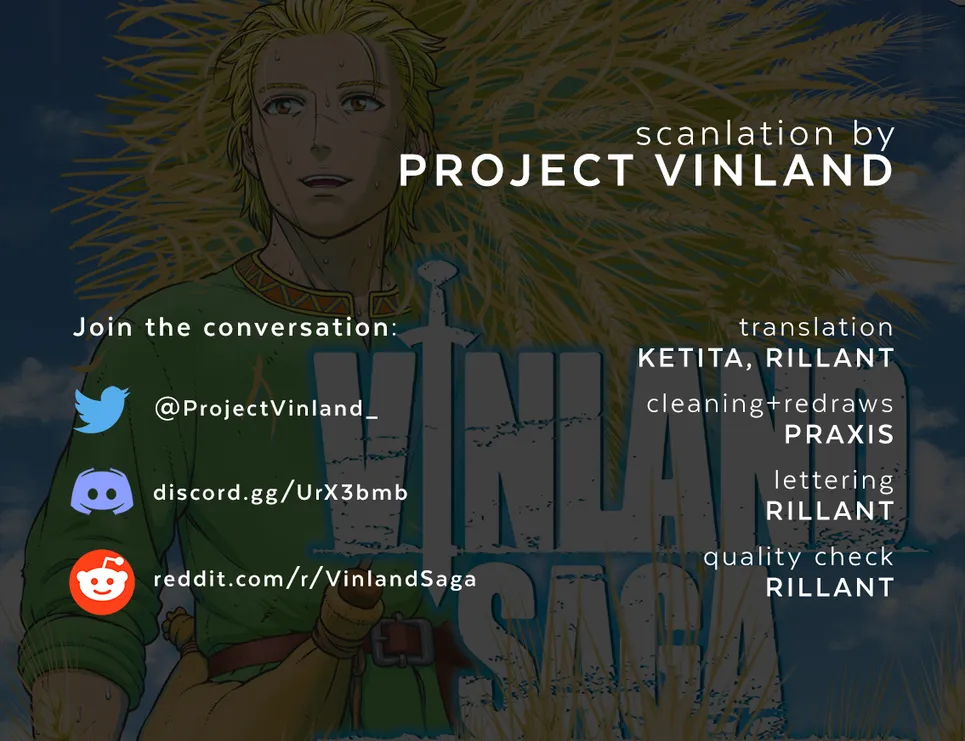 scanlation by
PROJECT VINLAND
Join the conversation:
@ProjectVinland_
discord.gg/UrX3bmb
reddit.com/r/VinlandSaga
translation
KETITA, RILLANT
cleaning+redraws
PRAXIS
lettering
RILLANT
quality check
RILLANT
VINLAND
SAGA